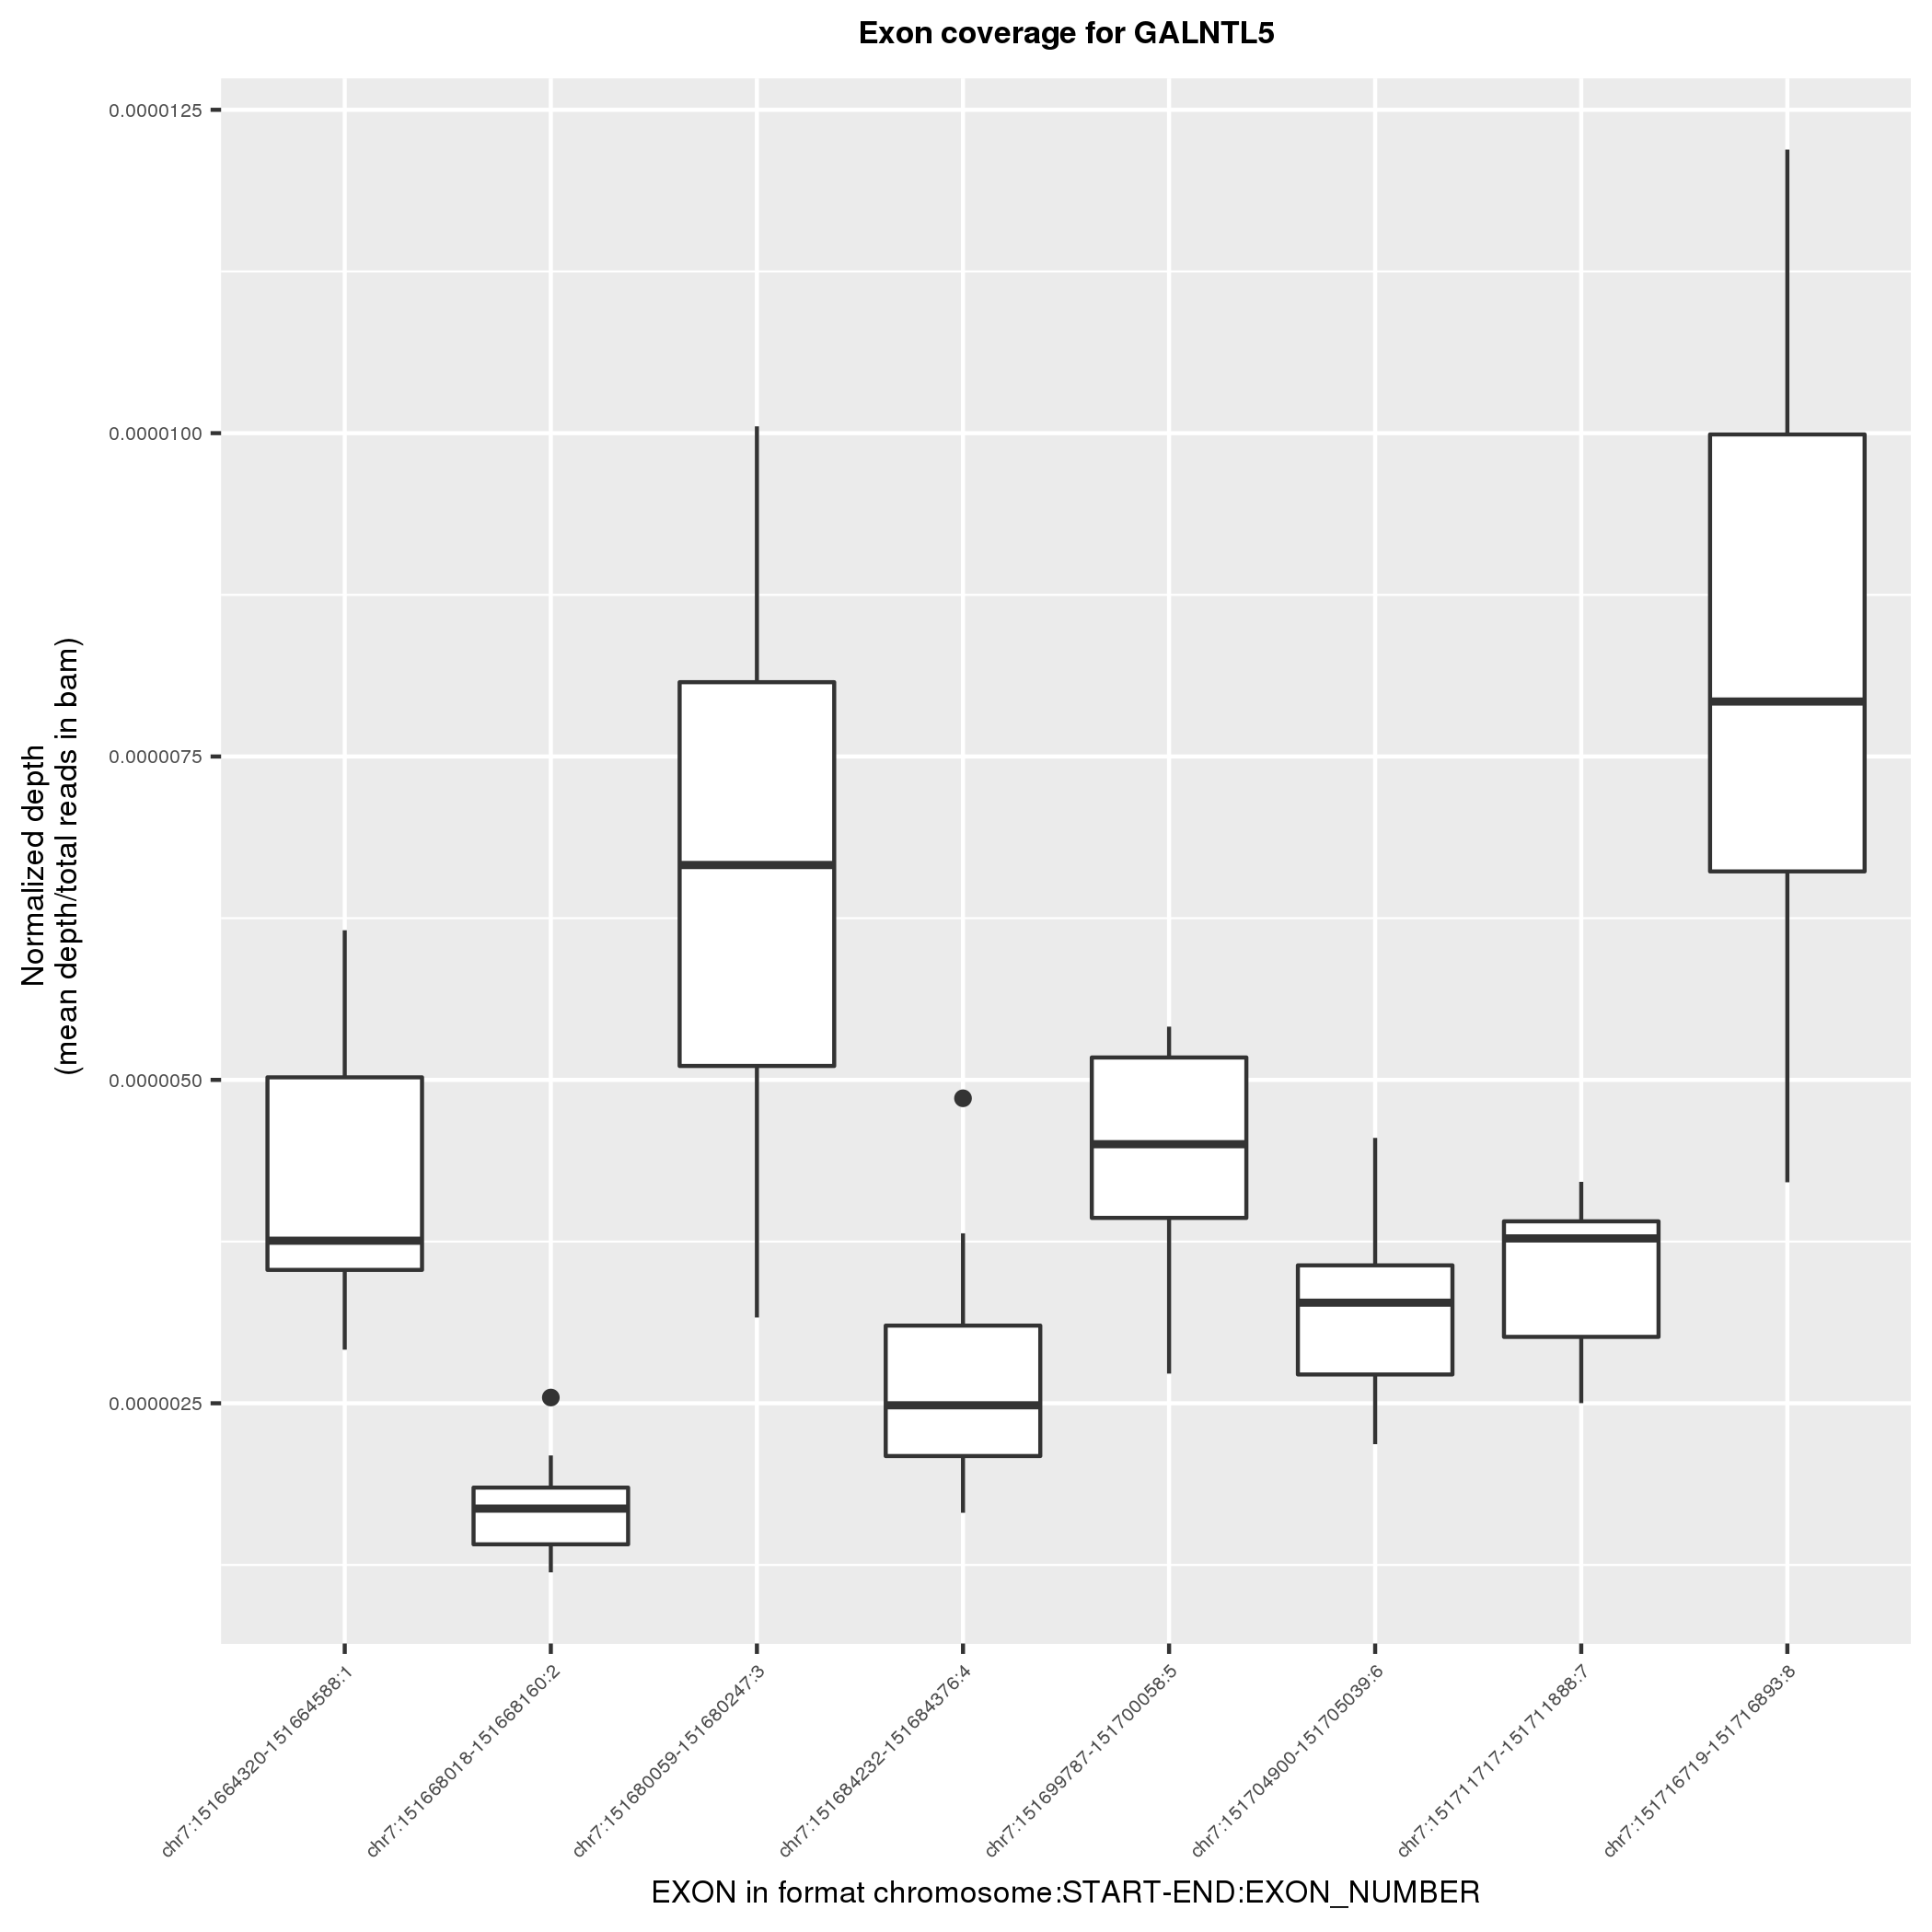 Exon coverage for GALNTL5
Normalized depth
(mean depth/total reads in bam)
0.0000125
0.0000100
0.0000075
0.0000050
0.0000025
chr7:151664320-151664588:1
chr7:151668018-151668160:2
chr7:151680059-151680247:3
chr7:151684232-151684376:4
chr7:151699787-151700058:5
chr7:151704900-151705039:6
chr7:151711717-151711888:7
chr7:151716719-151716893:8
EXON in format chromosome:START-END:EXON_NUMBER